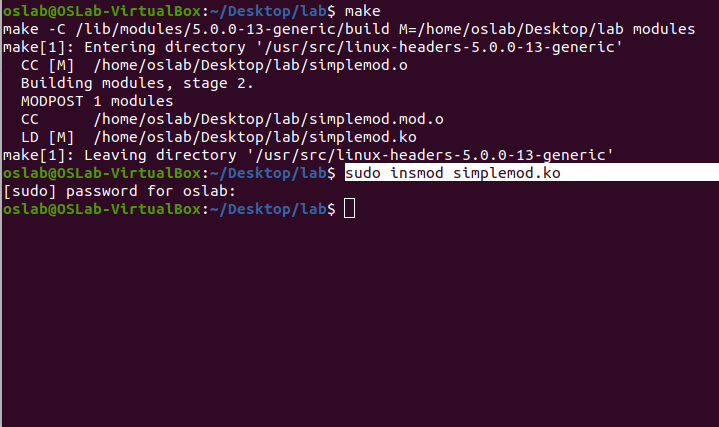 oslab@OSLab-VirtualBox:~/Desktop/lab$ make
make -C /lib/modules/5.0.0-13-generic/build M=/home/oslab/Desktop/lab modules
make[1]: Entering directory '/usr/src/linux-headers-5.0.0-13-generic'
  CC [M]  /home/oslab/Desktop/lab/simplemod.o
  Building modules, stage 2.
  MODPOST 1 modules
  CC      /home/oslab/Desktop/lab/simplemod.mod.o
  LD [M]  /home/oslab/Desktop/lab/simplemod.ko
make[1]: Leaving directory '/usr/src/linux-headers-5.0.0-13-generic'
oslab@OSLab-VirtualBox:~/Desktop/lab$ sudo insmod simplemod.ko
[sudo] password for oslab:
oslab@OSLab-VirtualBox:~/Desktop/lab$